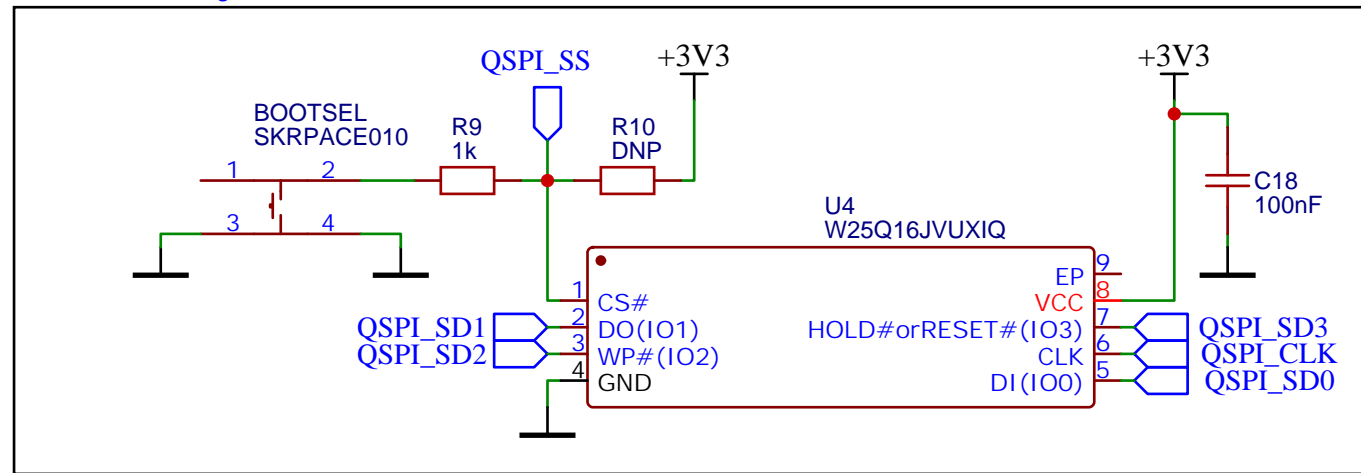 QSPI_SS
+3V3
+3V3
BOOTSEL
SKRPACE010
R9
1k
R10
DNP
1
2
3
4
C18
100nF
U4
W25Q16JVUXIQ
1
CS#
EP
9
VCC
8
QSPI_SD1
2
DO(IO1)
HOLD#orRESET#(IO3)
7
QSPI_SD3
QSPI_SD2
3
WP#(IO2)
CLK
6
QSPI_CLK
4
GND
DI(IO0)
5
QSPI_SD0